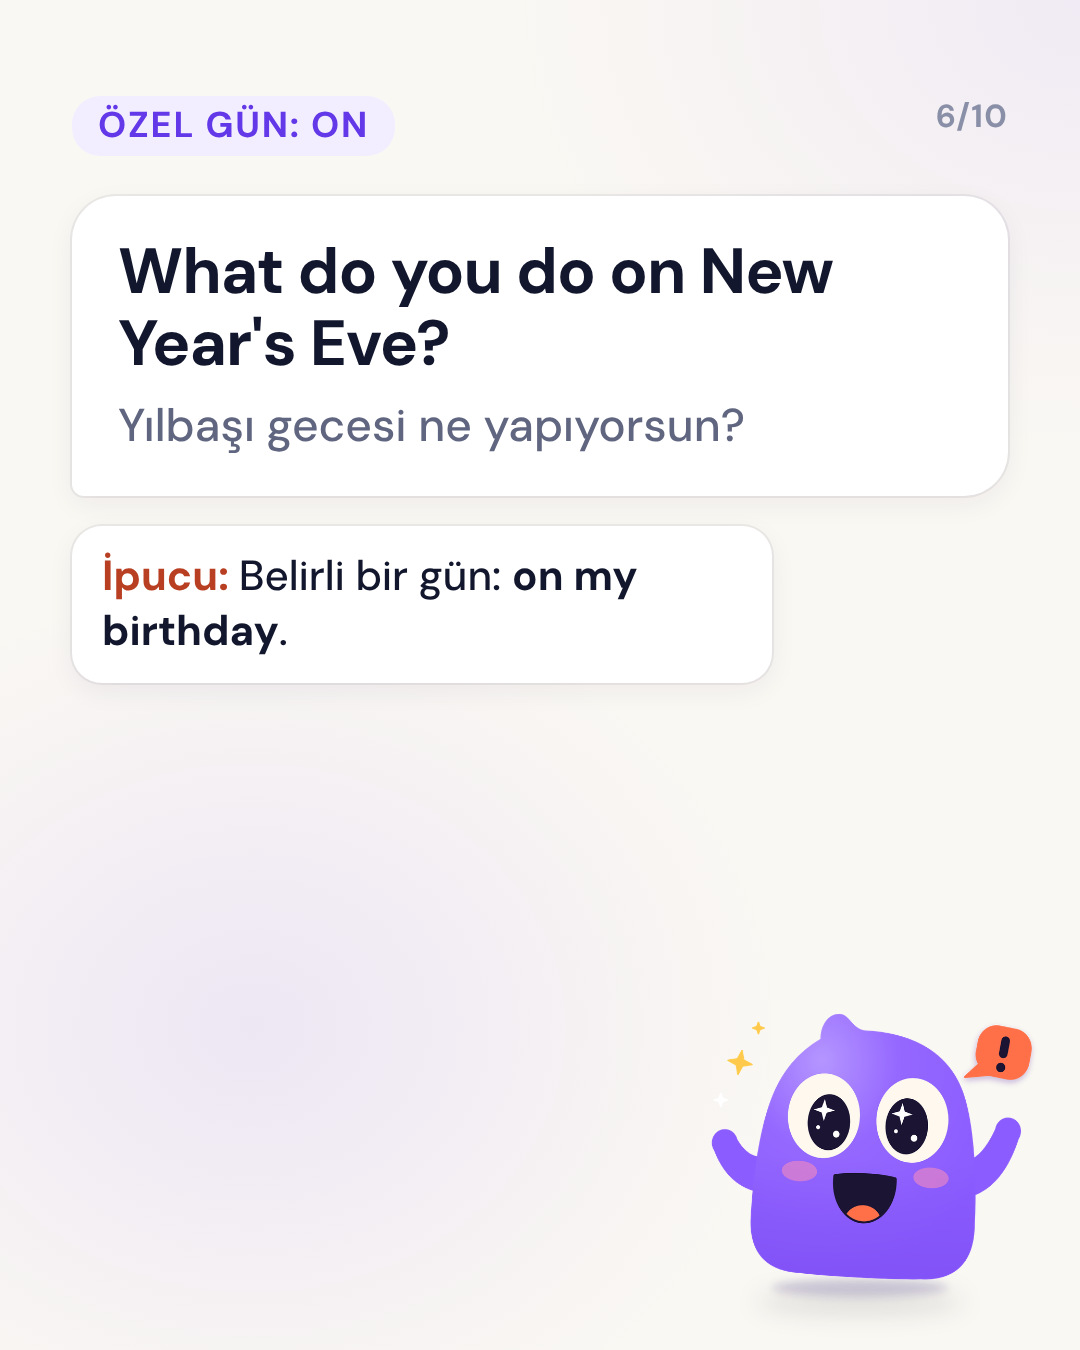 ÖZEL GÜN: ON
6/10
What do you do on New
Year's Eve?
Yılbaşı gecesi ne yapıyorsun?
İpucu: Belirli bir gün: on my
birthday.
!